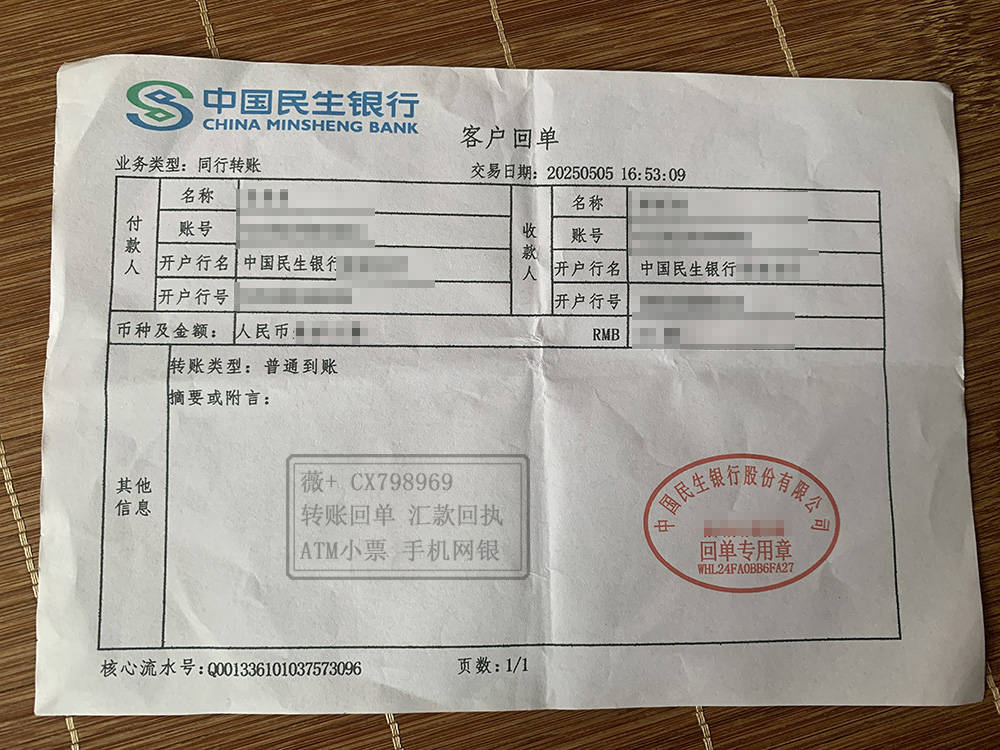 中国民生银行
CHINA MINSHENG BANK
客户回单
业务类型：同行转账
交易日期：20250505 16:53:09
付款人
名称
账号
开户行名 中国民生银行
开户行号
收款人
名称
账号
开户行名 中国民生银行
开户行号
币种及金额：人民币
RMB
其他信息
转账类型：普通到账
摘要或附言：
薇+ CX798969
转账回单 汇款回执
ATM小票 手机网银
中国民生银行股份有限公司
回单专用章
WHL24FA0BB6FA27
核心流水号:Q001336101037573096
页数:1/1